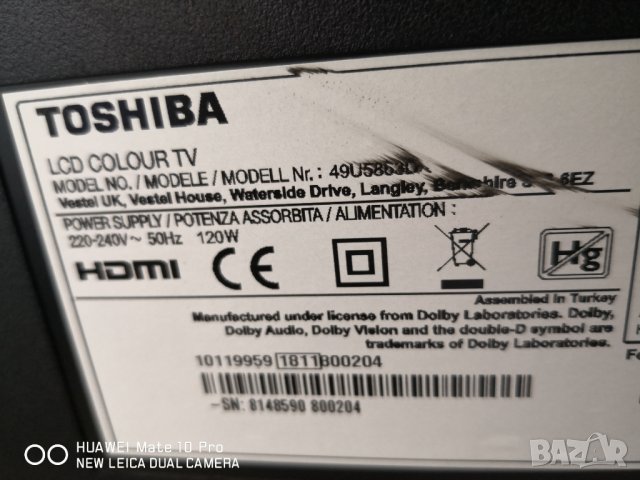 TOSHIBA
LCD COLOUR TV
MODEL NO. / MODELE / MODELL Nr. : 49U5863D
Vestel UK, Vestel House, Waterside Drive, Langley, 6EZ
POWER SUPPLY / POTENZA ASSORBITA / ALIMENTATION :
220-240V~ 50Hz 120W
HDMI CE Hg
Assembled in Turkey
Manufactured under license from Dolby Laboratories. Dolby,
Dolby Audio, Dolby Vision and the double-D symbol are
trademarks of Dolby Laboratories.
10119959 1811 800204
-SN: 8148590 800204
HUAWEI Mate 10 Pro
NEW LEICA DUAL CAMERA
BAZAR